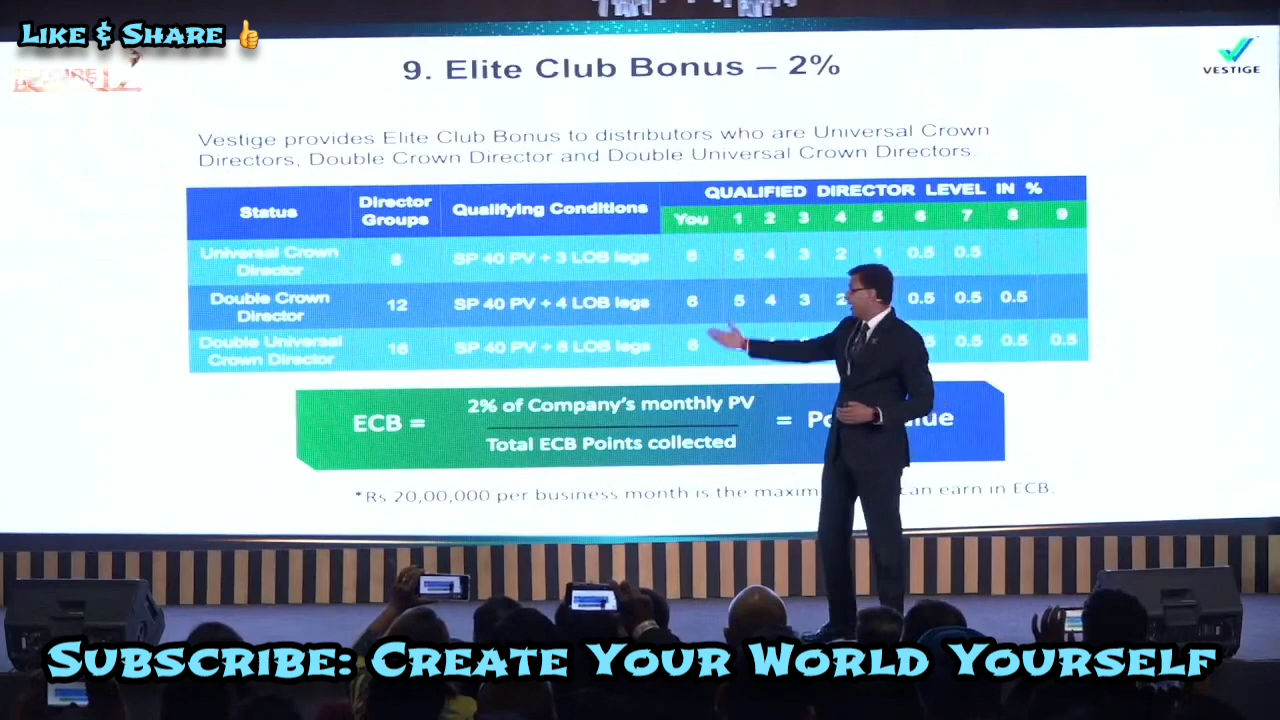 LIKE & SHARE 👍
VESTIGE
9. Elite Club Bonus – 2%
Vestige provides Elite Club Bonus to distributors who are Universal Crown
Directors, Double Crown Director and Double Universal Crown Directors.
Status
Director Groups
Qualifying Conditions
QUALIFIED DIRECTOR LEVEL IN %
You 1 2 3 4 5 6 7 8 9
Universal Crown
Director
SP 40 PV + 3 LOB legs
5 4 3 2 1 0.5 0.5
Double Crown
Director
12 SP 40 PV + 4 LOB legs 6 5 4 3 0.5 0.5 0.5
Double Universal
Crown Director
16 SP 40 PV + LOB legs 0.5 0.5 0.5
ECB =
2% of Company's monthly PV
Total ECB Points collected
=
*Rs 20,00,000 per business month is the can earn in ECB.
SUBSCRIBE: CREATE YOUR WORLD YOURSELF